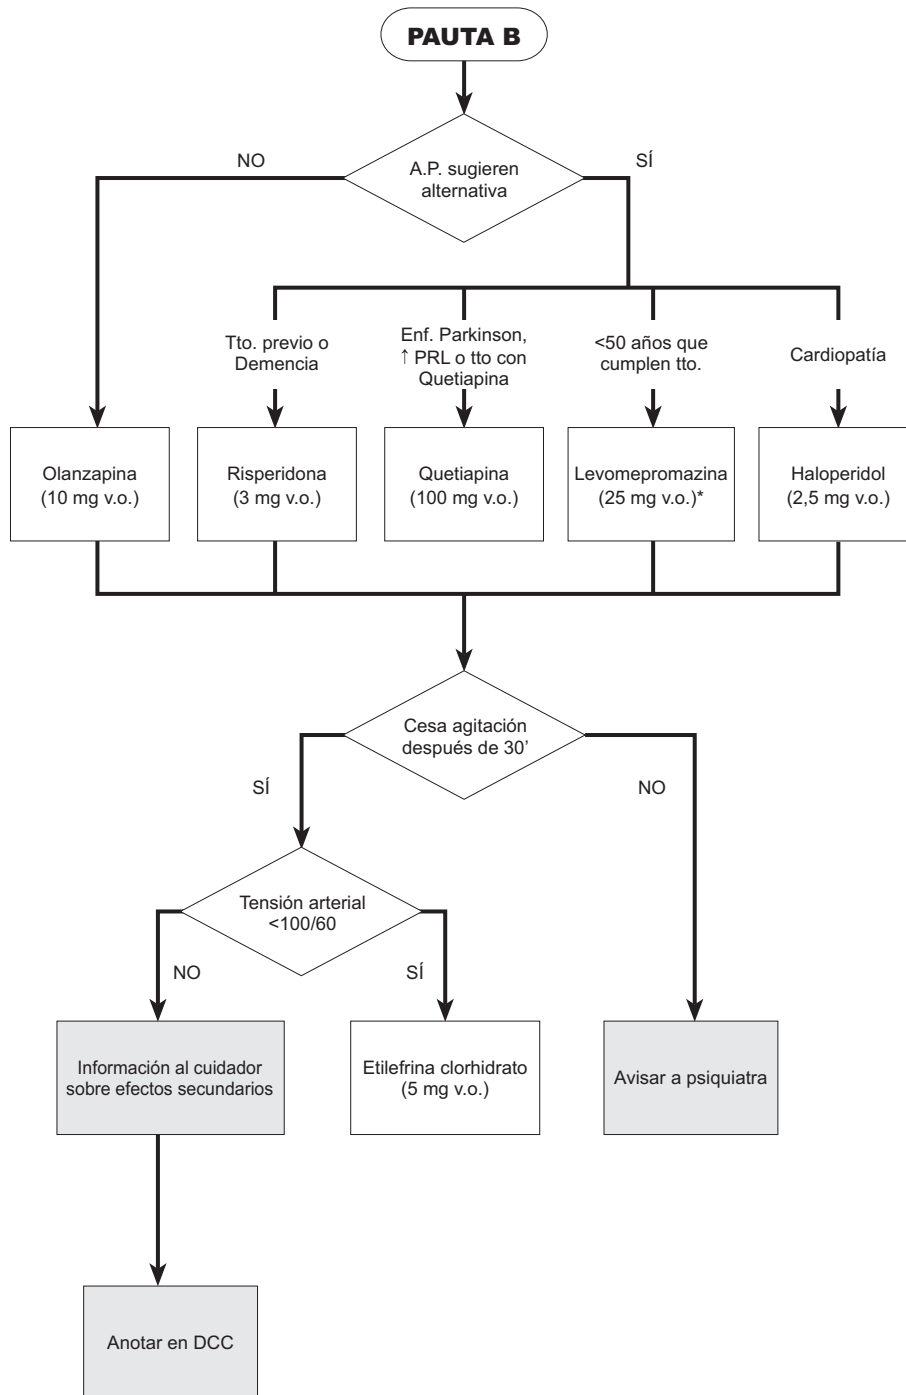 PAUTA B
A.P. sugieren
alternativa
NO
SÍ
Tto. previo o
Demencia
Enf. Parkinson,
↑ PRL o tto con
Quetiapina
<50 años que
cumplen tto.
Cardiopatía
Olanzapina
(10 mg v.o.)
Risperidona
(3 mg v.o.)
Quetiapina
(100 mg v.o.)
Levomepromazina
(25 mg v.o.)*
Haloperidol
(2,5 mg v.o.)
Cesa agitación
después de 30’
SÍ
NO
Tensión arterial
<100/60
NO
SÍ
Información al cuidador
sobre efectos secundarios
Etilefrina clorhidrato
(5 mg v.o.)
Avisar a psiquiatra
Anotar en DCC